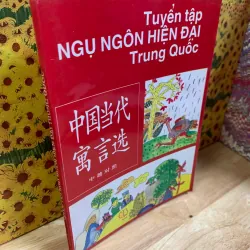 Tuyển tập
NGỤ NGÔN HIỆN ĐẠI
Trung Quốc
中国当代
寓言选